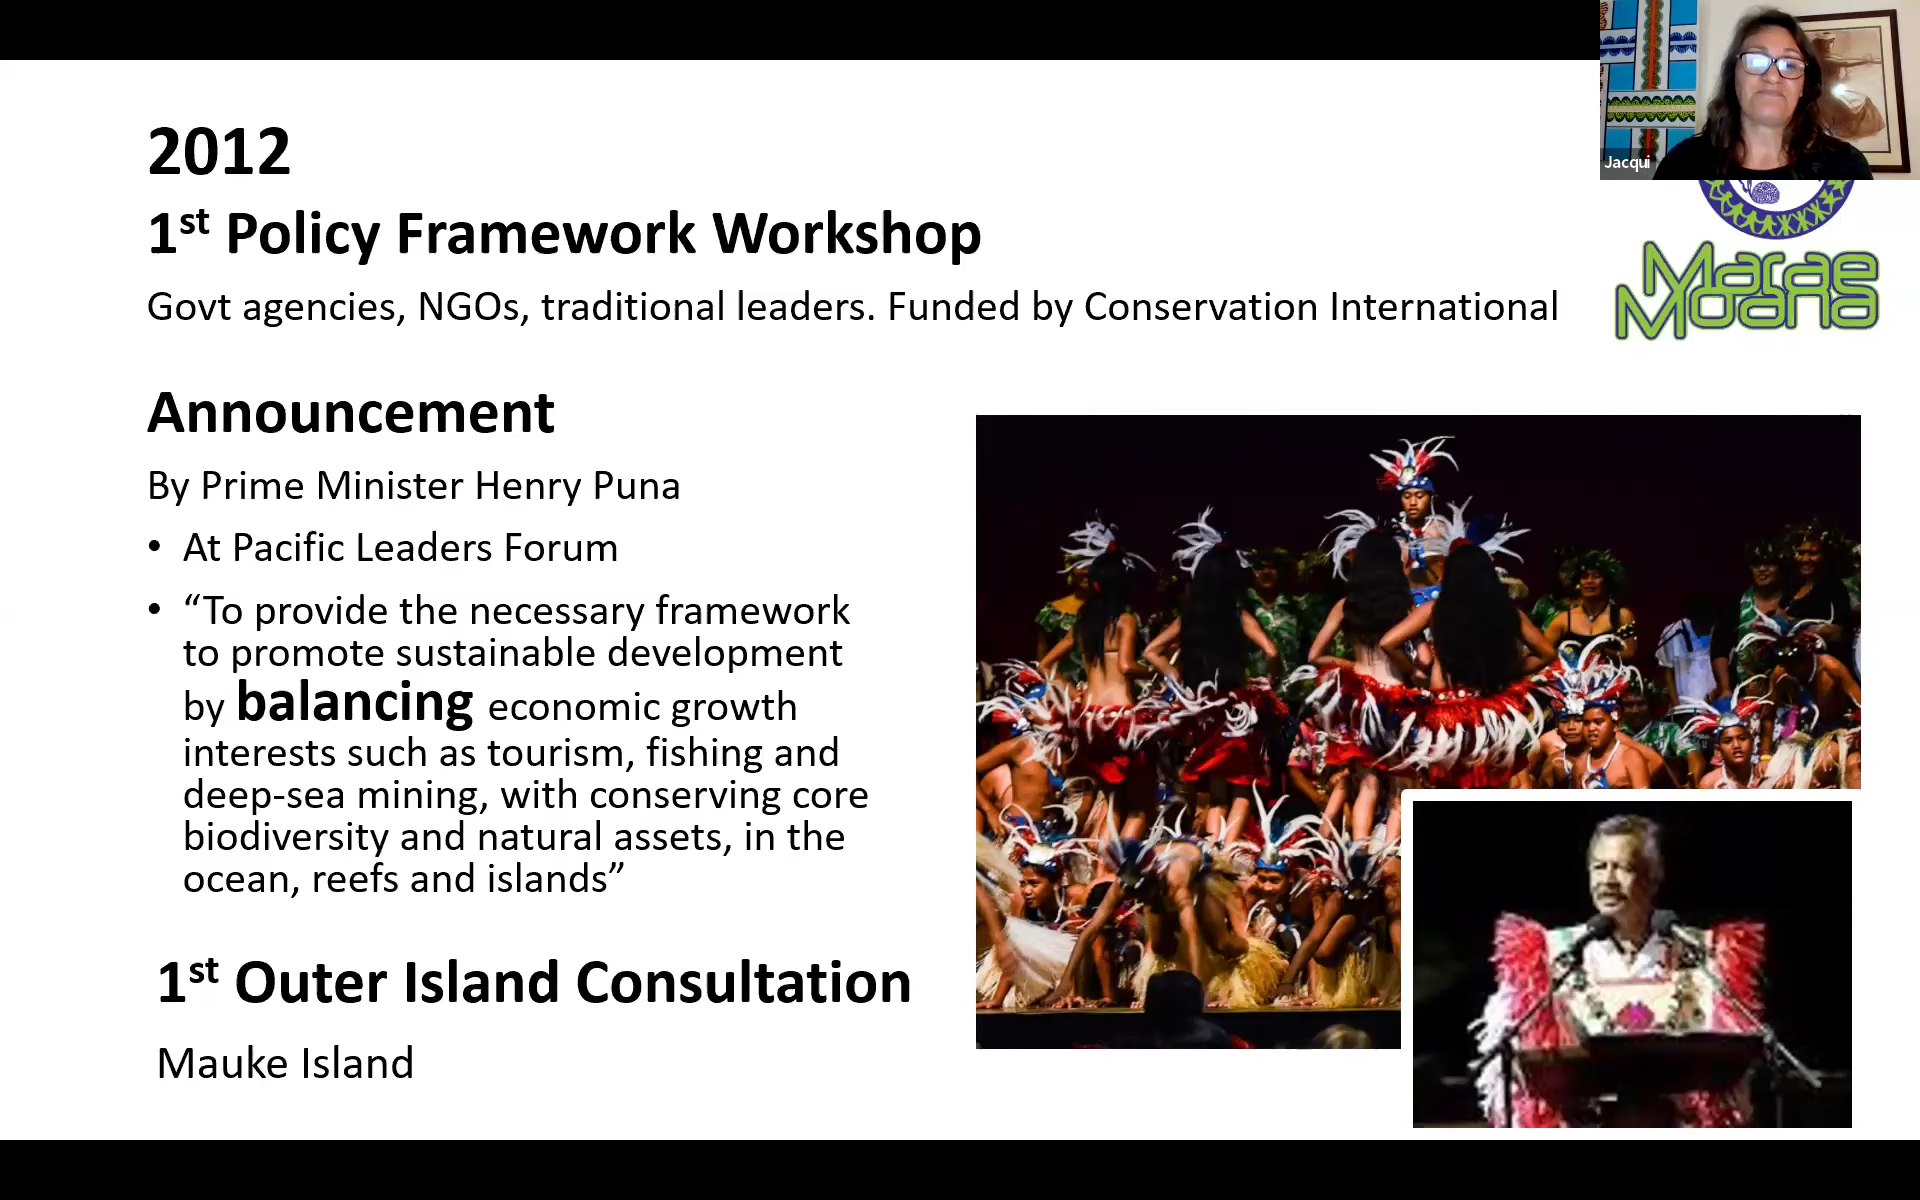 Jacqui
2012
1st Policy Framework Workshop
Govt agencies, NGOs, traditional leaders. Funded by Conservation International
Marae
Moana
Announcement
By Prime Minister Henry Puna
• At Pacific Leaders Forum
• “To provide the necessary framework
to promote sustainable development
by balancing economic growth
interests such as tourism, fishing and
deep-sea mining, with conserving core
biodiversity and natural assets, in the
ocean, reefs and islands”
1st Outer Island Consultation
Mauke Island